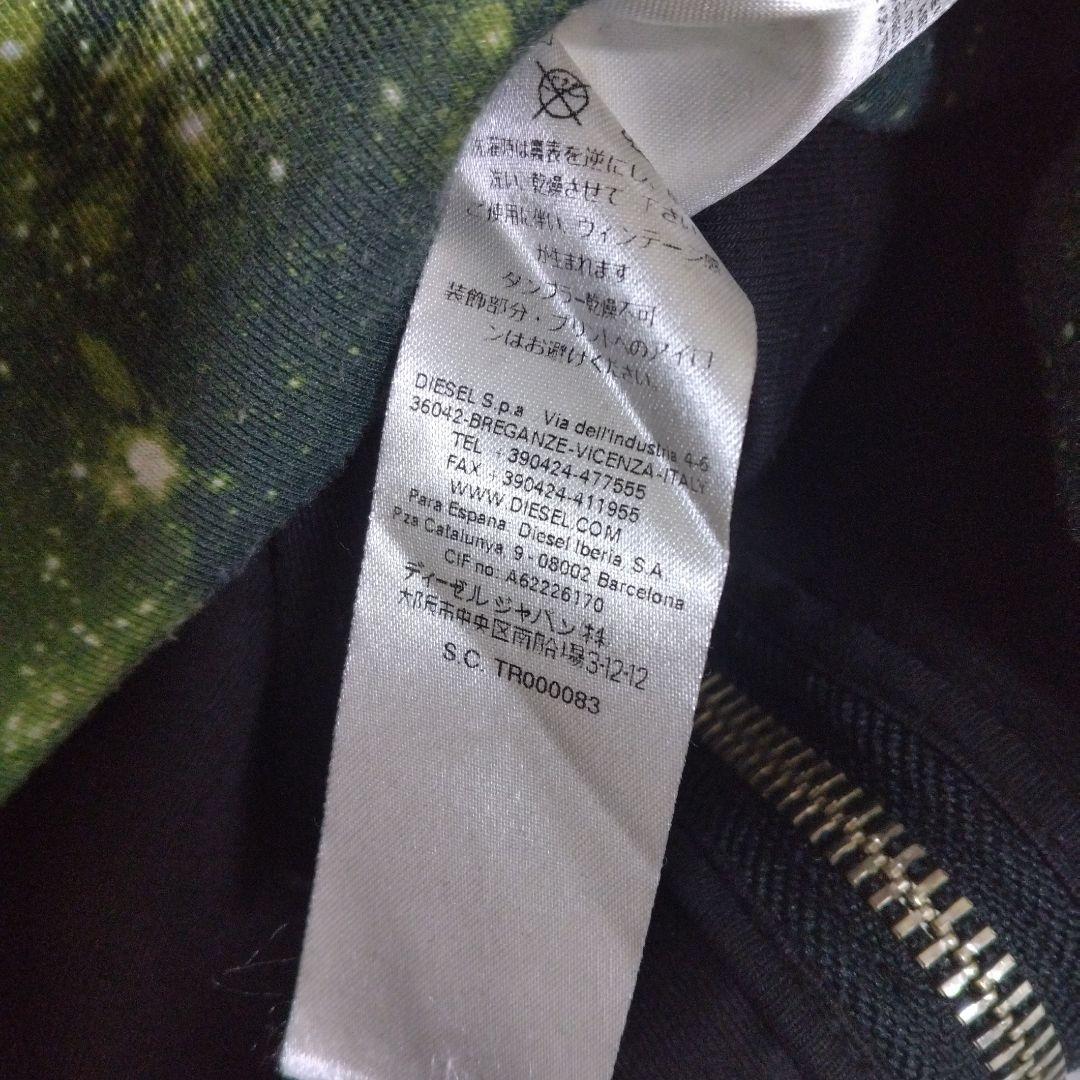 洗濯時は裏表を逆にし
洗い、乾燥させて下さい
ご使用に伴い、ヴィンテージ感
が生まれます
タンブラー乾燥不可
装飾部分・プリントへのアイロ
ンはお避けください。
DIESEL S.p.a Via dell'Industria 4-6
36042-BREGANZE-VICENZA-ITALY
TEL +390424-477555
FAX +390424-411955
WWW.DIESEL.COM
Para Espana Diesel Iberia, S.A.
Pza Catalunya 9 - 08002 Barcelona
CIF no. A62226170
ディーゼル ジャパン ㈱
大阪市中央区南船場3-12-12
S.C. TR000083